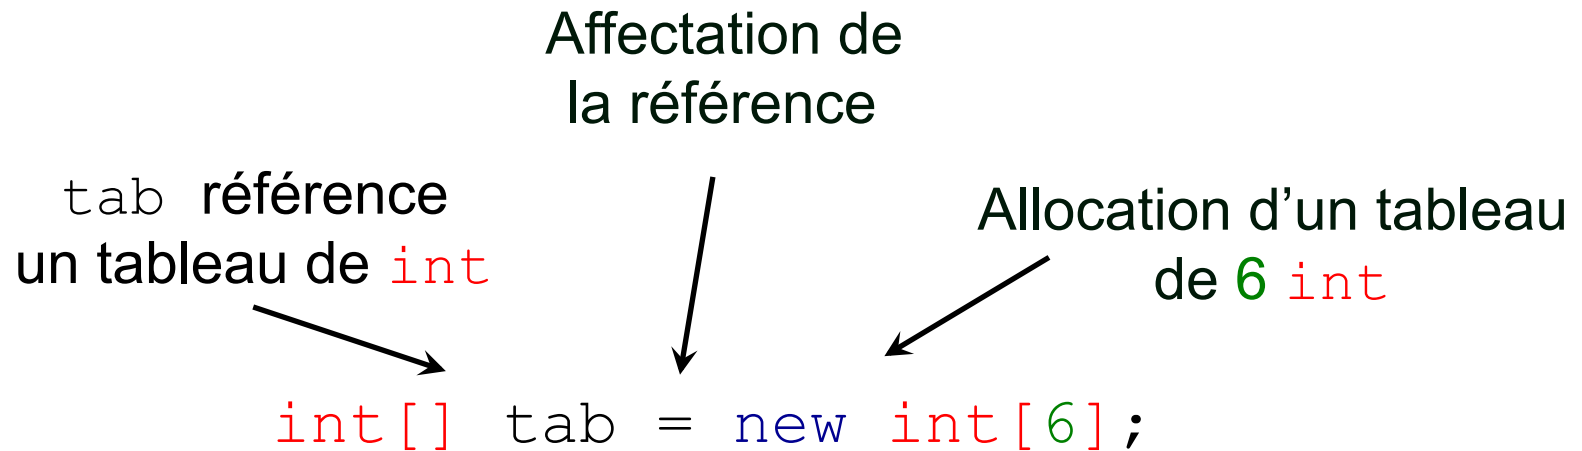 Affectation de
la référence
tab référence
un tableau de int
Allocation d’un tableau
de 6 int
int[] tab = new int[6];